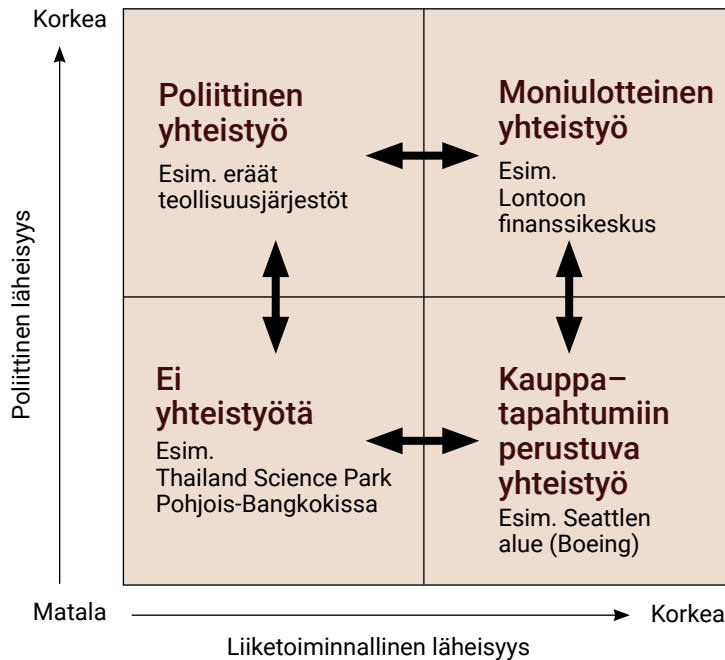 Korkea
Poliittinen
yhteistyö
Esim. eräät
teollisuusjärjestöt
Moniulotteinen
yhteistyö
Esim.
Lontoon
finanssikeskus
Poliittinen läheisyys
Ei
yhteistyötä
Esim.
Thailand Science Park
Pohjois-Bangkokissa
Kauppa–
tapahtumiin
perustuva
yhteistyö
Esim. Seattlen
alue (Boeing)
Matala
Korkea
Liiketoiminnallinen läheisyys